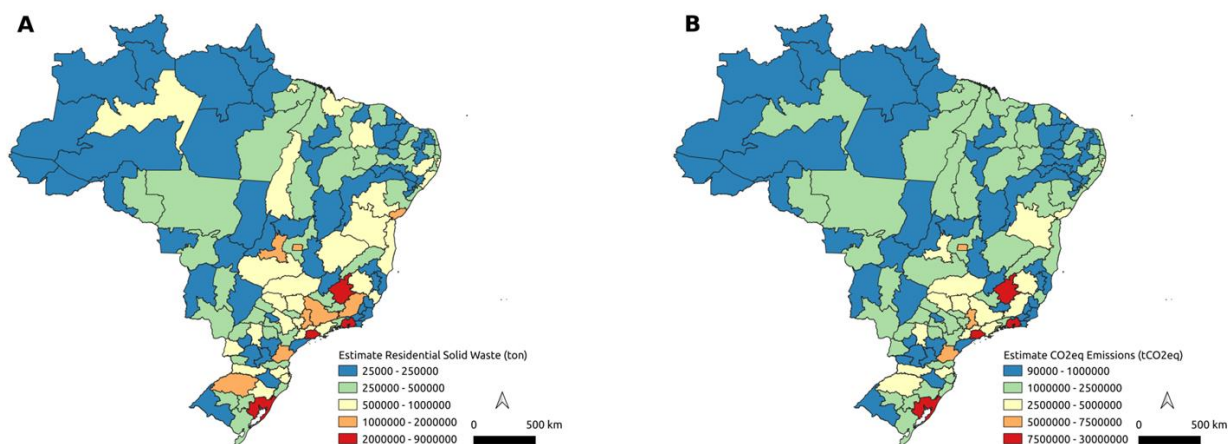 A
Estimate Residential Solid Waste (ton)
25000 - 250000
250000 - 500000
500000 - 1000000
1000000 - 2000000
2000000 - 9000000
0 500 km
B
Estimate CO2eq Emissions (tCO2eq)
90000 - 1000000
1000000 - 2500000
2500000 - 5000000
5000000 - 7500000
7500000 - 30000000
0 500 km